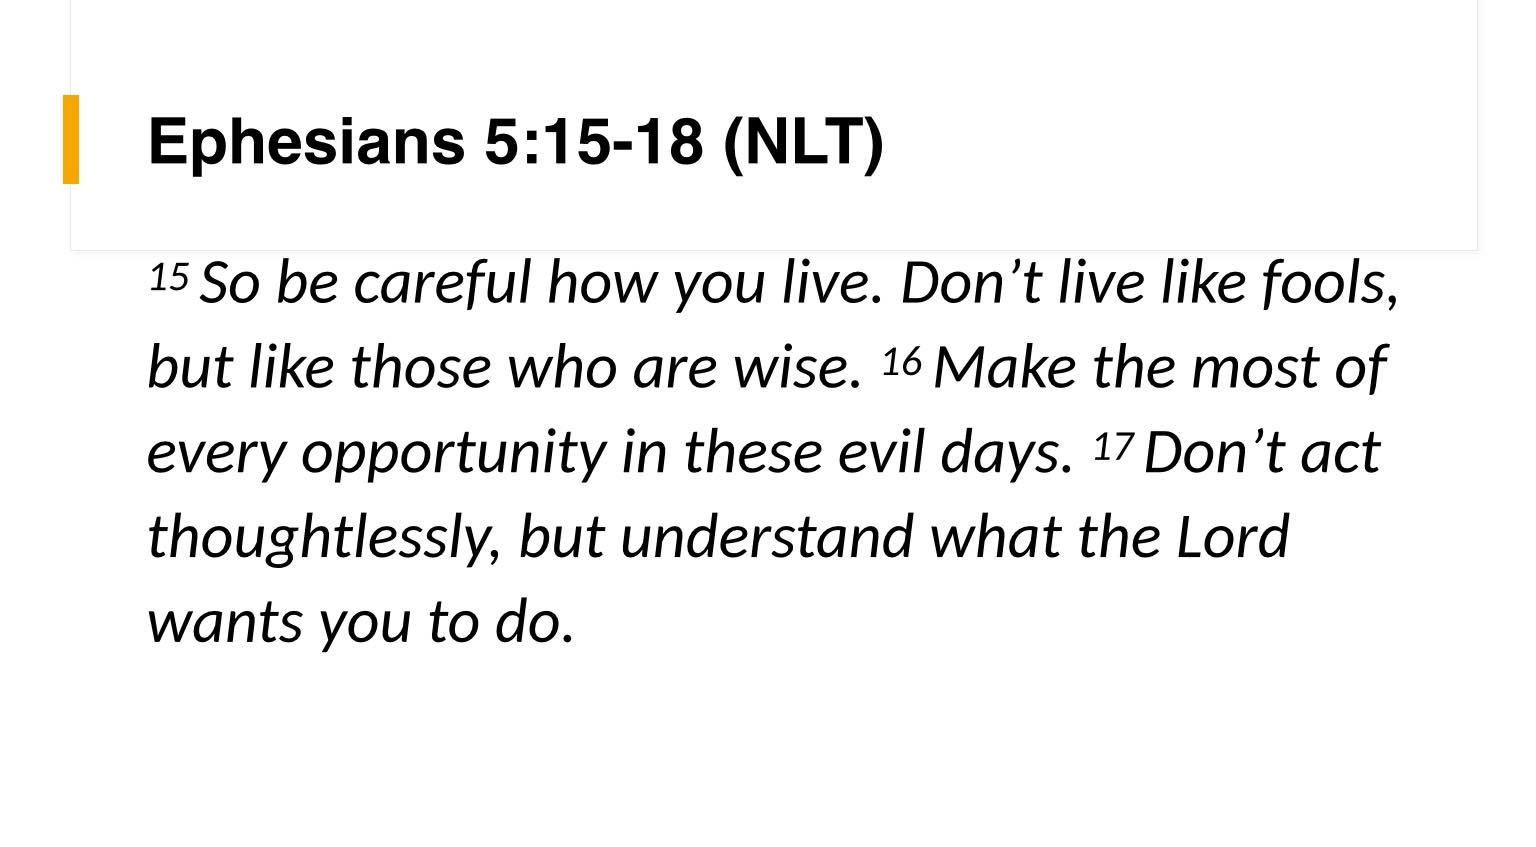 Ephesians 5:15-18 (NLT)
15 So be careful how you live. Don’t live like fools,
but like those who are wise. 16 Make the most of
every opportunity in these evil days. 17 Don’t act
thoughtlessly, but understand what the Lord
wants you to do.